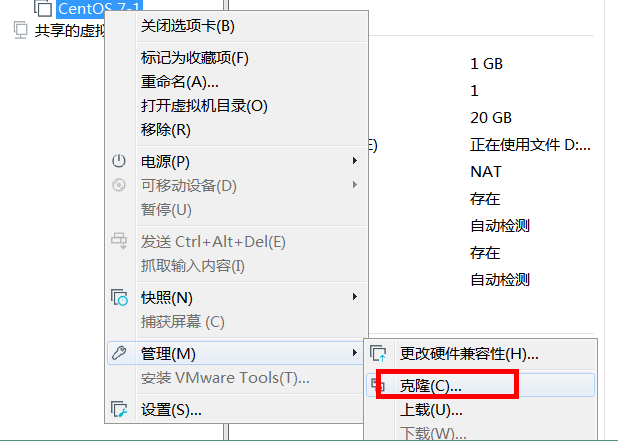 CentOS 7-1
共享的虚拟
关闭选项卡(B)
标记为收藏项(F)
重命名(A)...
打开虚拟机目录(O)
移除(R)
电源(P)
可移动设备(D)
暂停(U)
发送 Ctrl+Alt+Del(E)
抓取输入内容(I)
快照(N)
捕获屏幕 (C)
管理(M)
安装 VMware Tools(T)...
设置(S)...
1 GB
1
20 GB
E)
正在使用文件 D:...
NAT
存在
自动检测
存在
自动检测
更改硬件兼容性(H)...
克隆(C)...
上载(U)...
下载(W)...